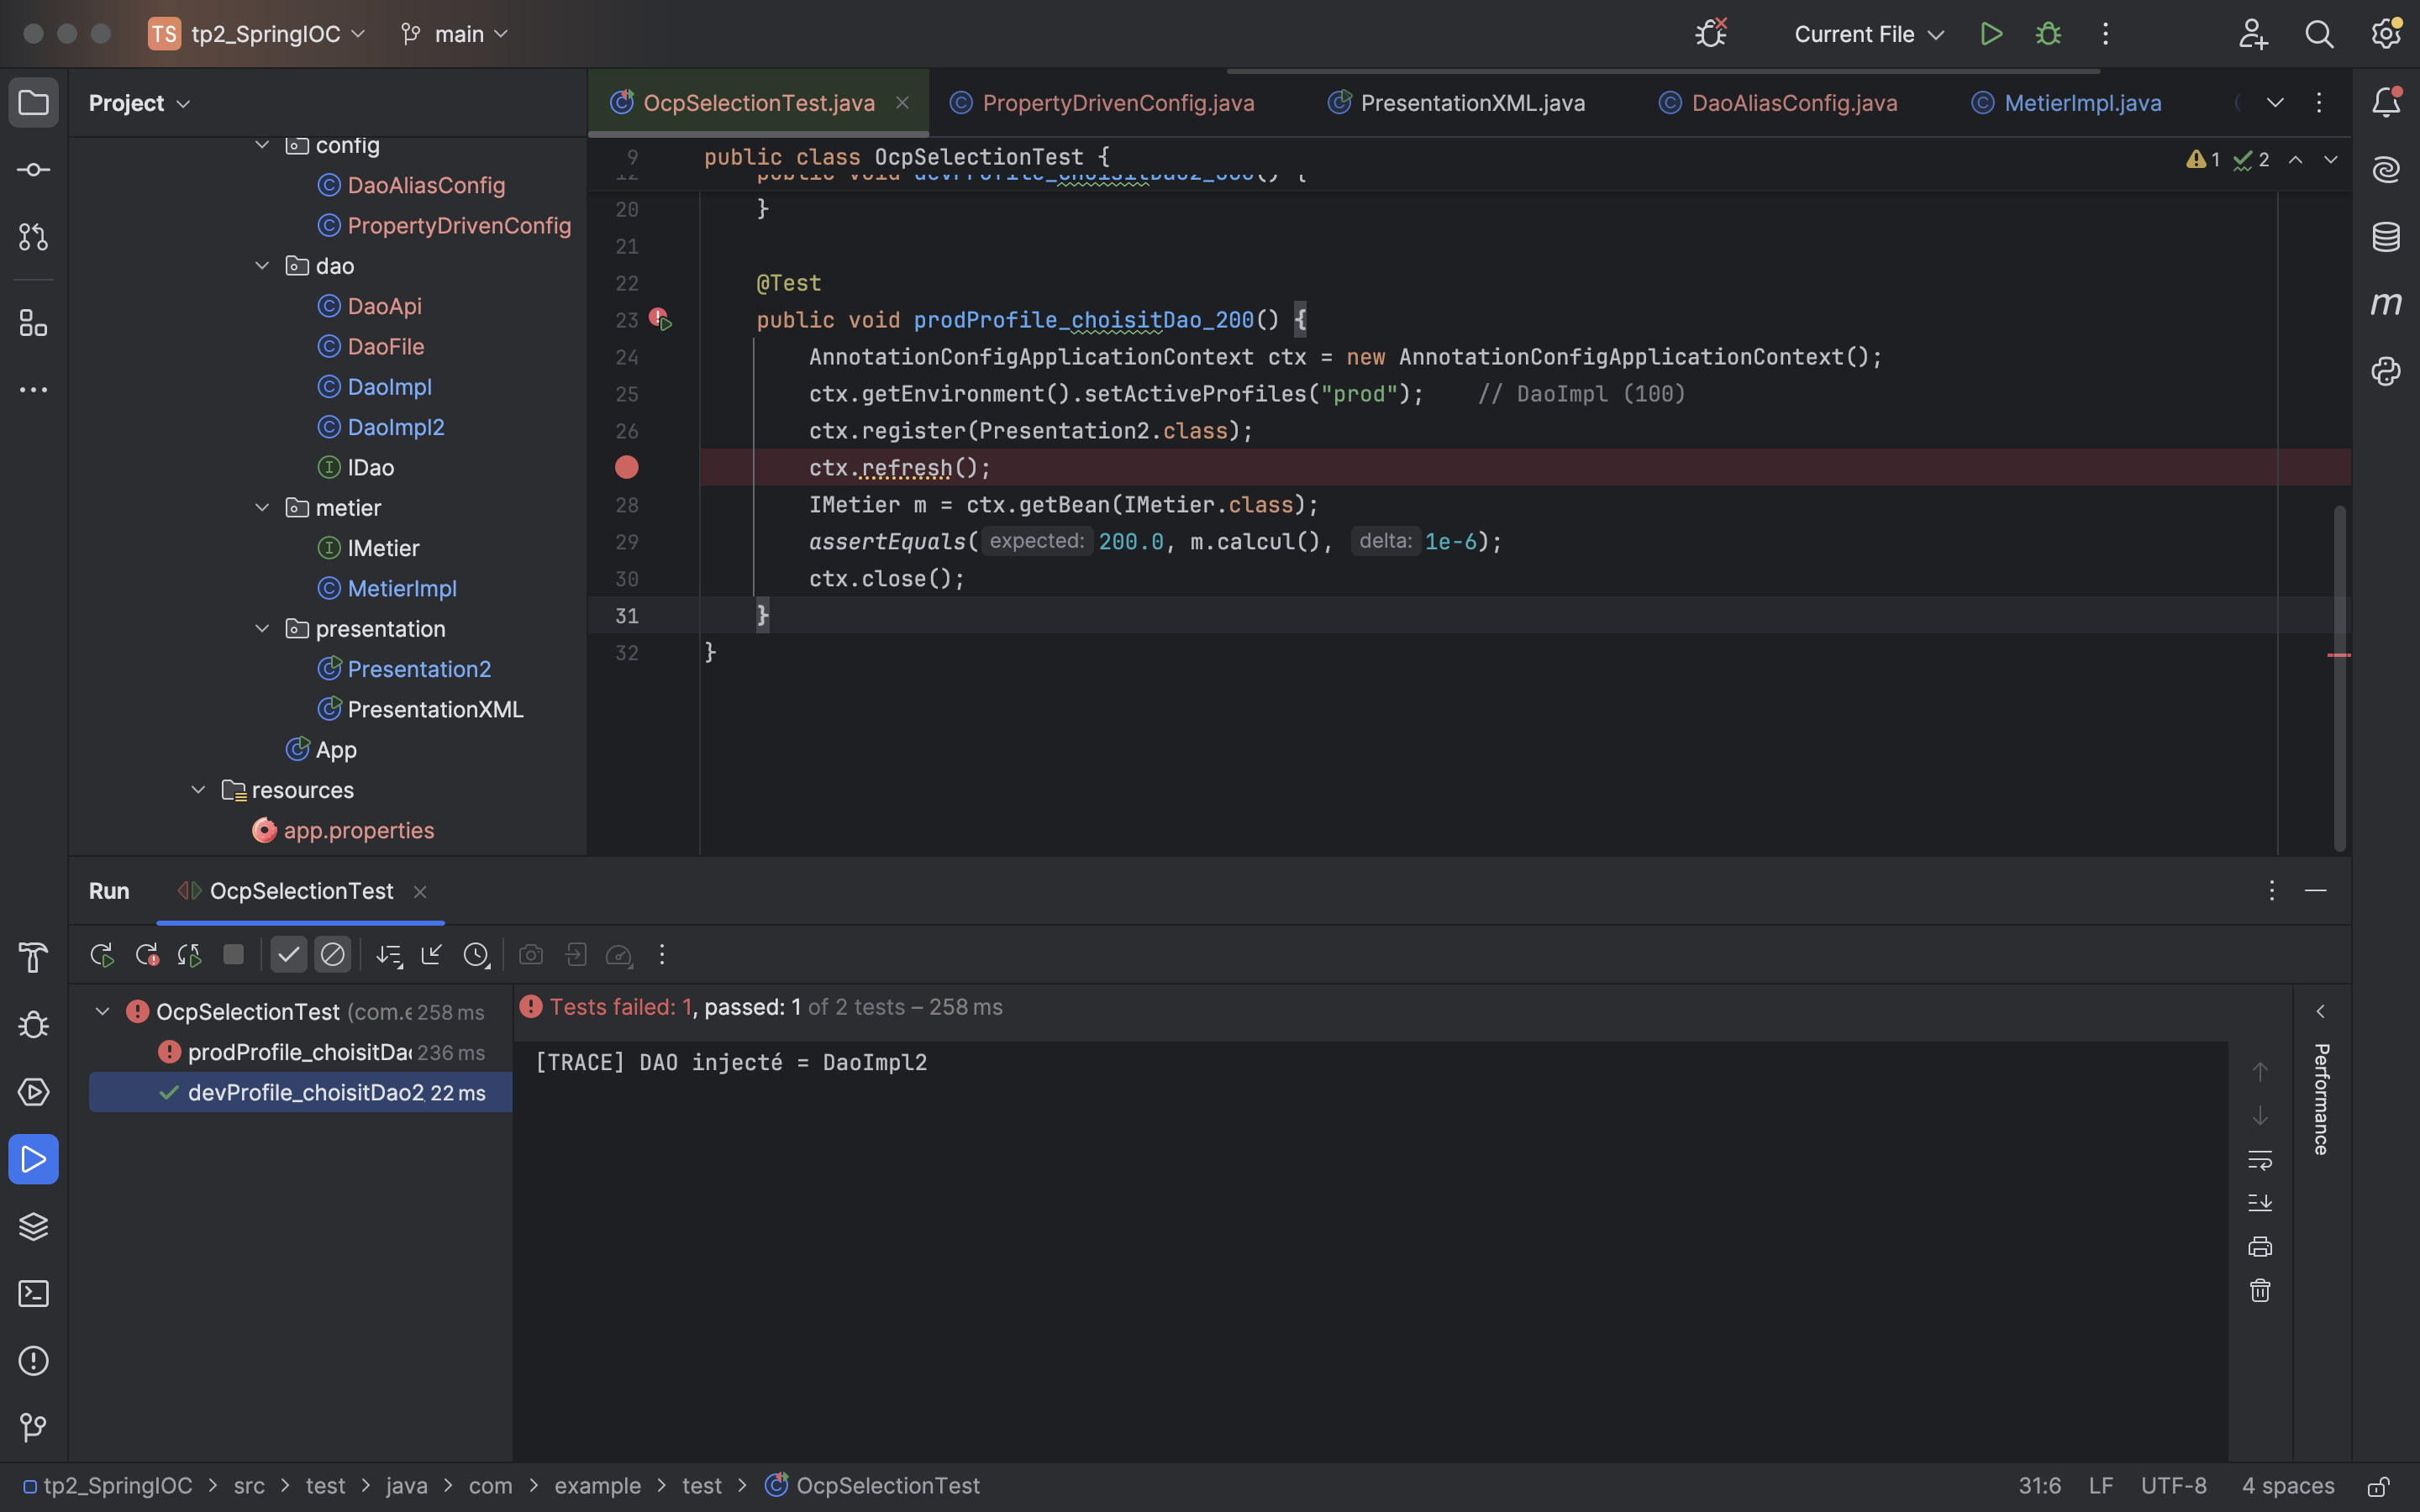 TS tp2_SpringIOC main Current File
Project
OcpSelectionTest.java PropertyDrivenConfig.java PresentationXML.java DaoAliasConfig.java MetierImpl.java
config
DaoAliasConfig
PropertyDrivenConfig
dao
DaoApi
DaoFile
DaoImpl
DaoImpl2
IDao
metier
IMetier
MetierImpl
presentation
Presentation2
PresentationXML
App
resources
app.properties
9 public class OcpSelectionTest {
1 2
20 }
21
22 @Test
23 public void prodProfile_choisitDao_200() {
24 AnnotationConfigApplicationContext ctx = new AnnotationConfigApplicationContext();
25 ctx.getEnvironment().setActiveProfiles("prod"); // DaoImpl (100)
26 ctx.register(Presentation2.class);
ctx.refresh();
28 IMetier m = ctx.getBean(IMetier.class);
29 assertEquals( expected: 200.0, m.calcul(), delta: 1e-6);
30 ctx.close();
31 }
32 }
Run OcpSelectionTest
OcpSelectionTest (com.e 258 ms
prodProfile_choisitDa 236 ms
devProfile_choisitDao2 22 ms
Tests failed: 1, passed: 1 of 2 tests – 258 ms
[TRACE] DAO injecté = DaoImpl2
Performance
tp2_SpringIOC > src > test > java > com > example > test > OcpSelectionTest
31:6 LF UTF-8 4 spaces